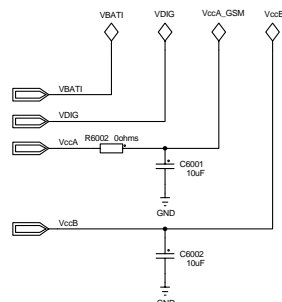 VBATI VDIG VccA_GSM VccB
VBATI
VDIG
VccA R6002 0ohms
C6001
10uF
GND
VccB
C6002
10uF
GND